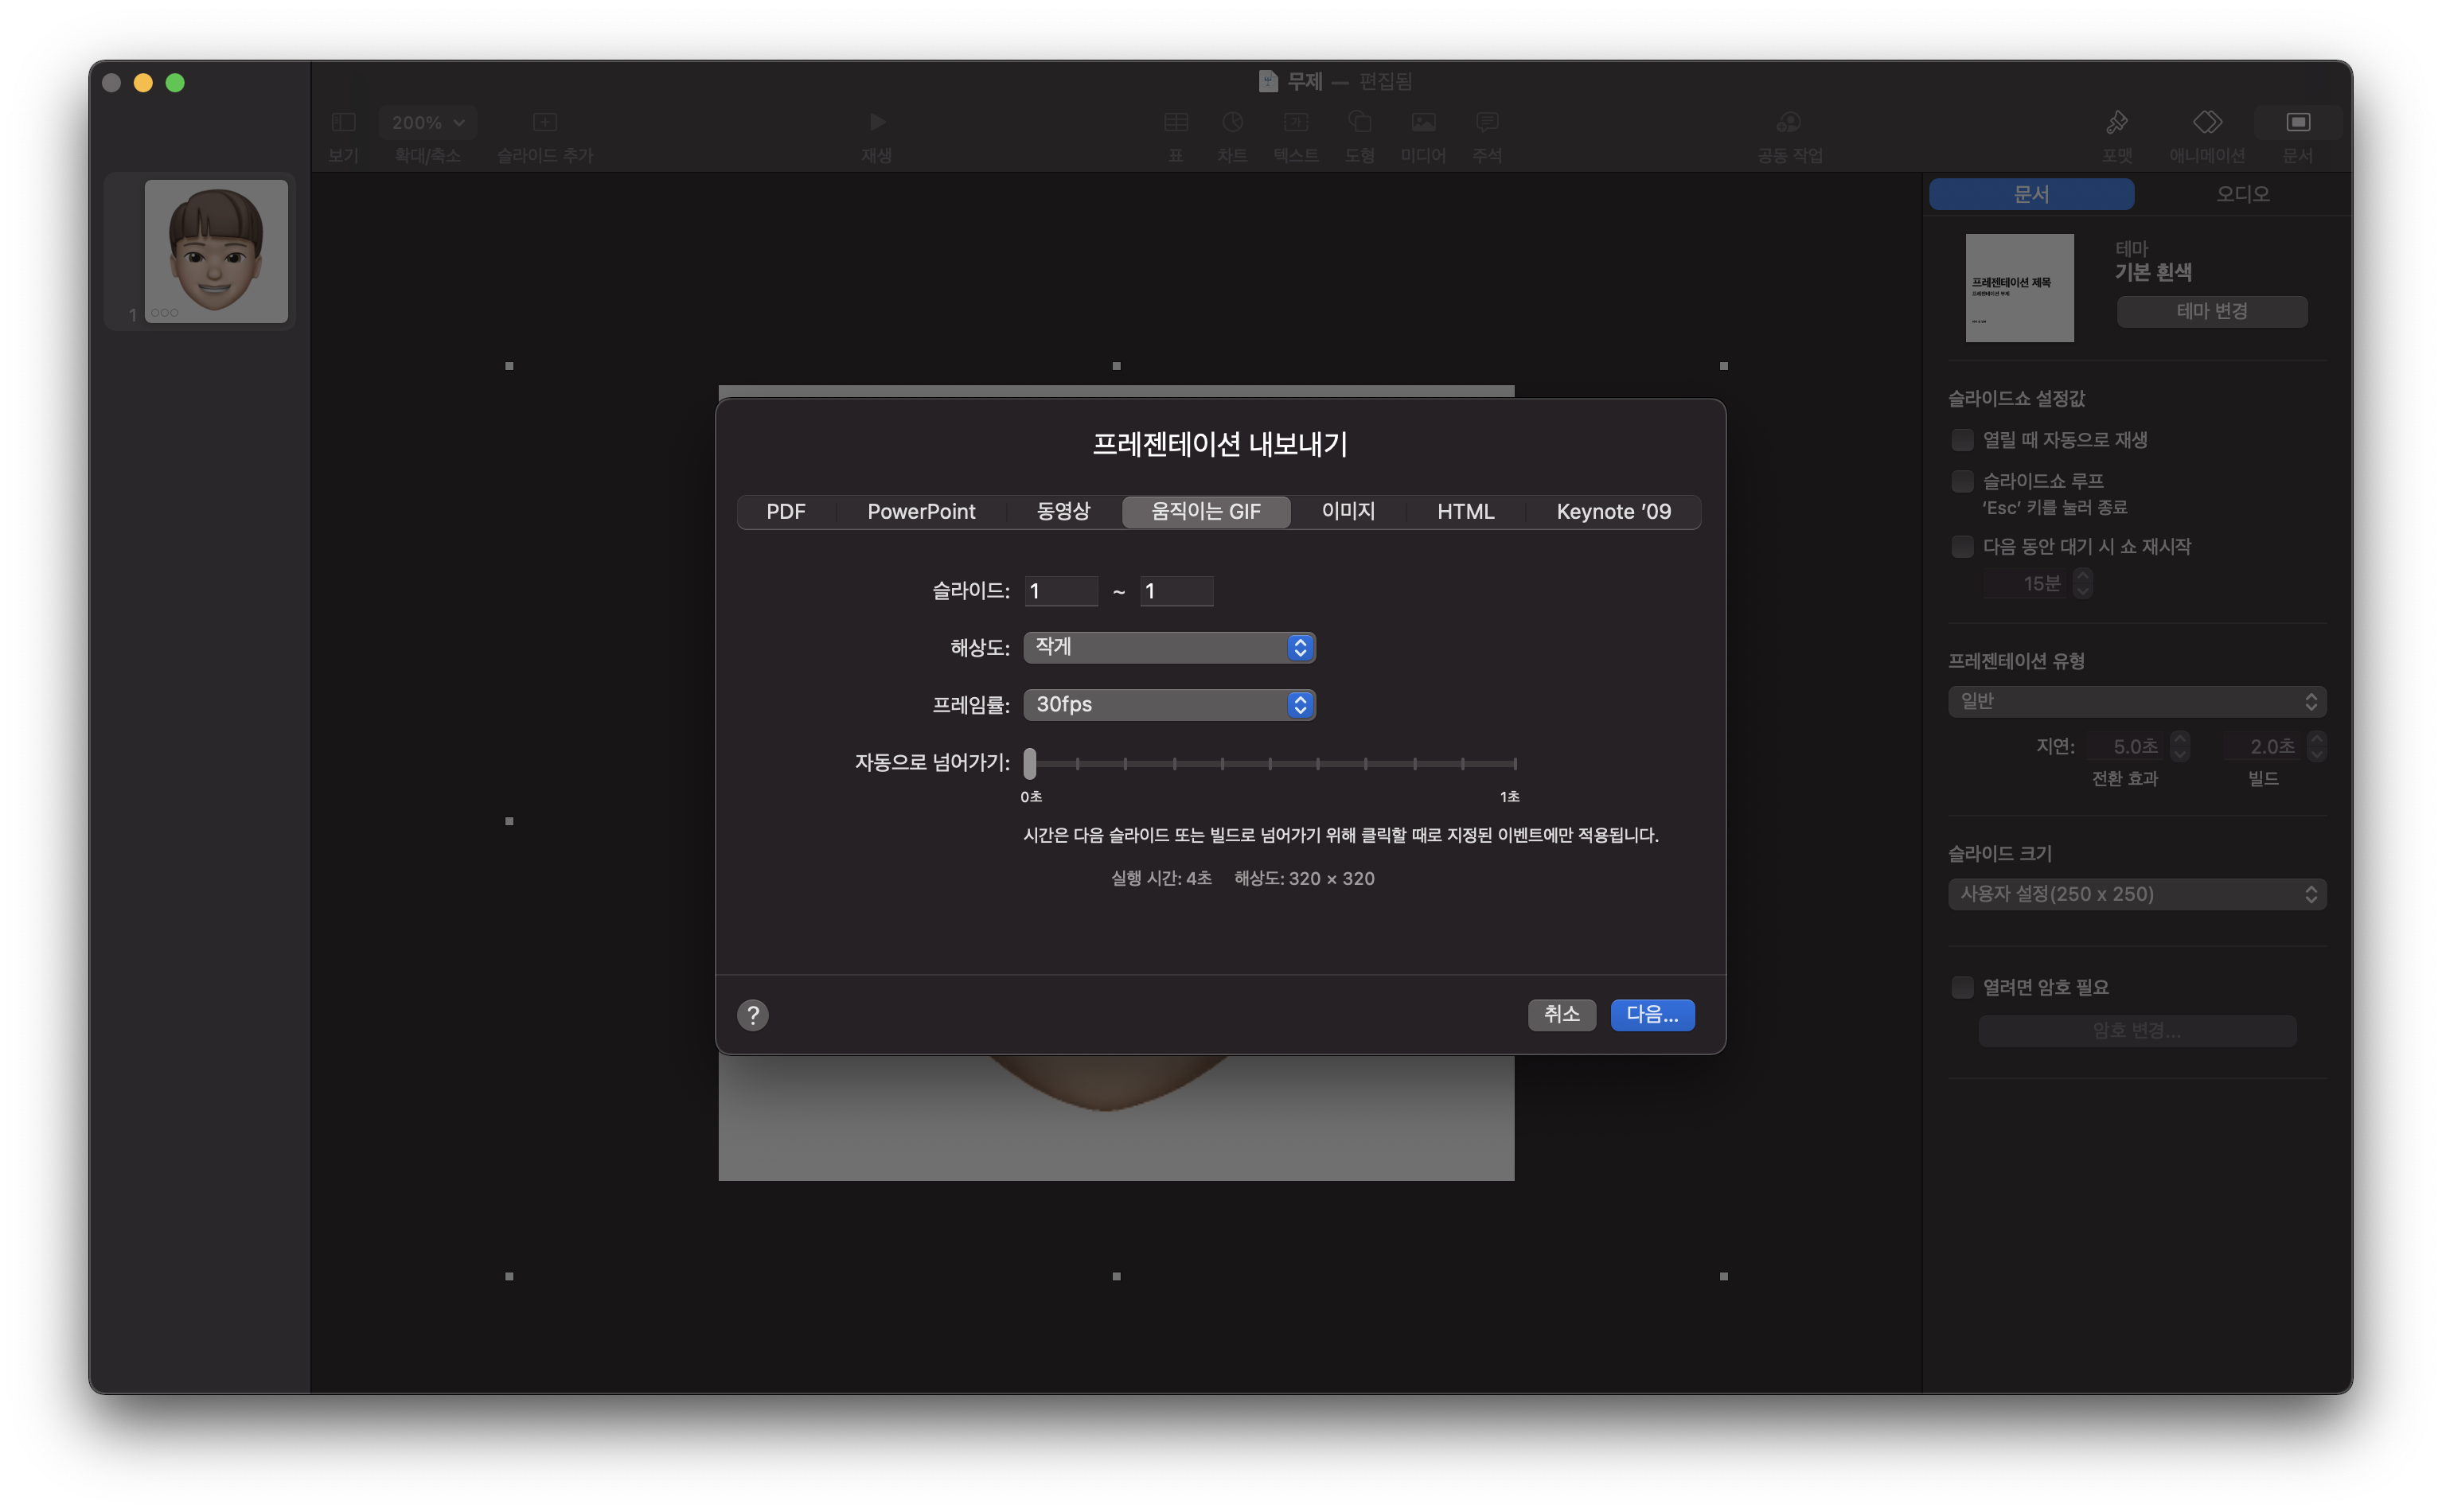 무제 — 편집됨
200%
보기
확대/축소
슬라이드 추가
재생
표
차트
텍스트
도형
미디어
주석
공동 작업
포맷
애니메이션
문서
1
문서
오디오
프레젠테이션 제목
프레젠테이션 부제
테마
기본 흰색
테마 변경
슬라이드쇼 설정값
열릴 때 자동으로 재생
슬라이드쇼 루프
‘Esc’ 키를 눌러 종료
다음 동안 대기 시 쇼 재시작
15분
프레젠테이션 유형
일반
지연: 5.0초 2.0초
전환 효과 빌드
슬라이드 크기
사용자 설정(250 x 250)
열려면 암호 필요
암호 변경...
프레젠테이션 내보내기
PDF PowerPoint 동영상 움직이는 GIF 이미지 HTML Keynote ’09
슬라이드: 1 ~ 1
해상도: 작게
프레임률: 30fps
자동으로 넘어가기:
0초 1초
시간은 다음 슬라이드 또는 빌드로 넘어가기 위해 클릭할 때로 지정된 이벤트에만 적용됩니다.
실행 시간: 4초 해상도: 320 × 320
?
취소
다음...